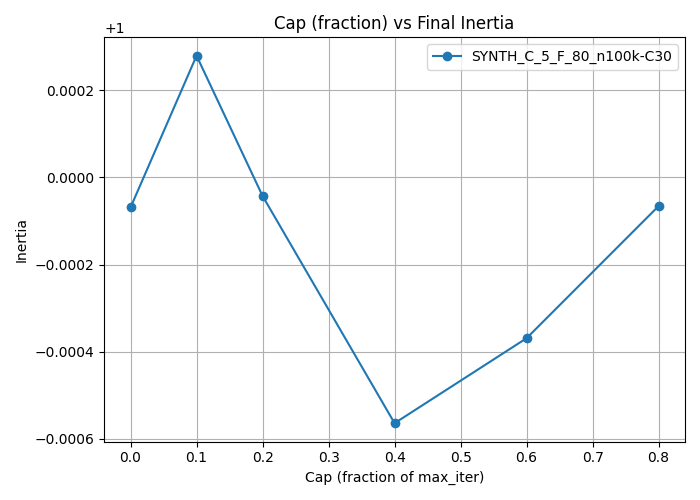 Cap (fraction) vs Final Inertia
+1
SYNTH_C_5_F_80_n100k-C30
0.0002
0.0000
−0.0002
−0.0004
−0.0006
Inertia
0.0 0.1 0.2 0.3 0.4 0.5 0.6 0.7 0.8
Cap (fraction of max_iter)